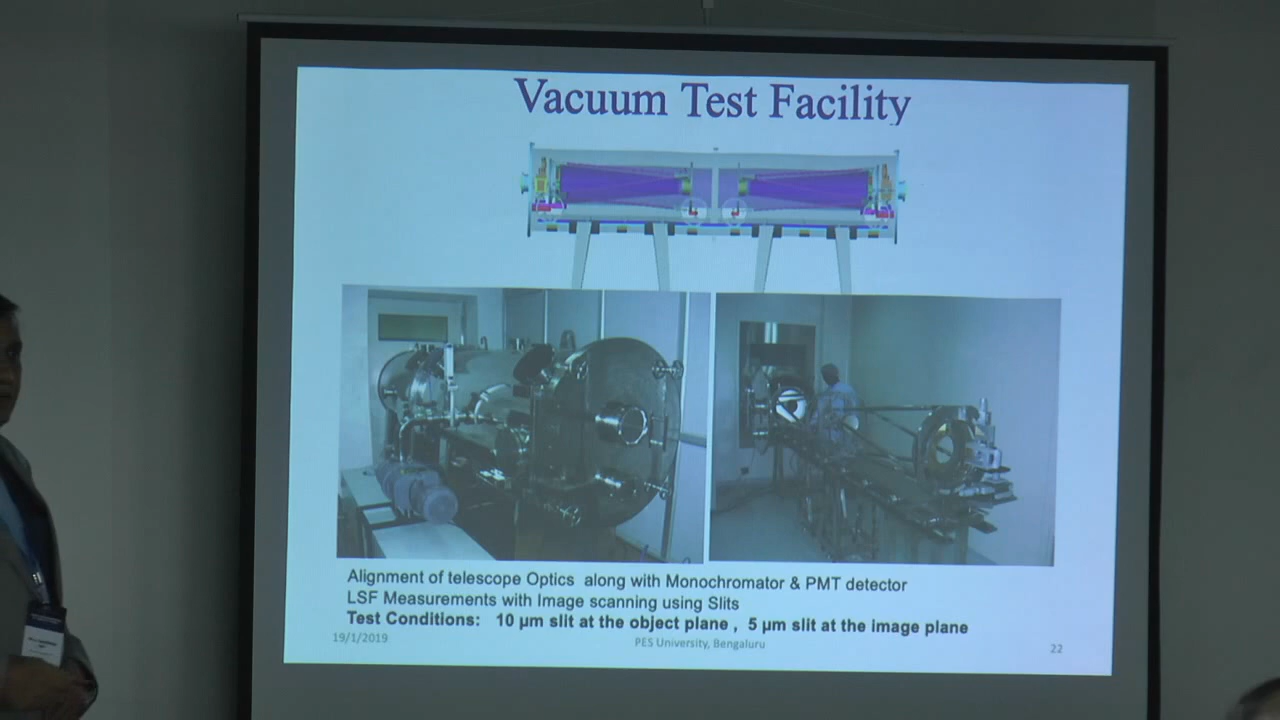 Vacuum Test Facility
Alignment of telescope Optics along with Monochromator & PMT detector
LSF Measurements with Image scanning using Slits
Test Conditions: 10 µm slit at the object plane , 5 µm slit at the image plane
19/1/2019
PES University, Bengaluru
22